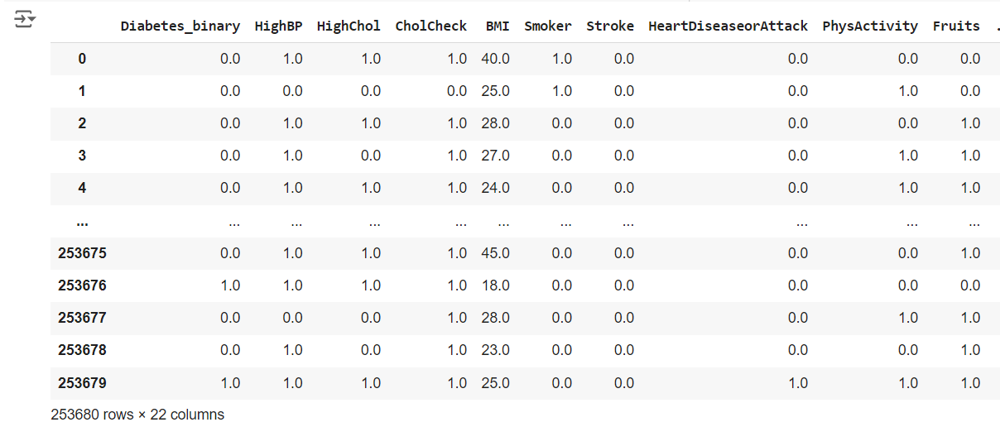 Diabetes_binary HighBP HighChol CholCheck BMI Smoker Stroke HeartDiseaseorAttack PhysActivity Fruits .
0 0.0 1.0 1.0 1.0 40.0 1.0 0.0 0.0 0.0 0.0
1 0.0 0.0 0.0 0.0 25.0 1.0 0.0 0.0 1.0 0.0
2 0.0 1.0 1.0 1.0 28.0 0.0 0.0 0.0 0.0 1.0
3 0.0 1.0 0.0 1.0 27.0 0.0 0.0 0.0 1.0 1.0
4 0.0 1.0 1.0 1.0 24.0 0.0 0.0 0.0 1.0 1.0
... ... ... ... ... ... ... ... ... ... ...
253675 0.0 1.0 1.0 1.0 45.0 0.0 0.0 0.0 0.0 1.0
253676 1.0 1.0 1.0 1.0 18.0 0.0 0.0 0.0 0.0 0.0
253677 0.0 0.0 0.0 1.0 28.0 0.0 0.0 0.0 1.0 1.0
253678 0.0 1.0 0.0 1.0 23.0 0.0 0.0 0.0 0.0 1.0
253679 1.0 1.0 1.0 1.0 25.0 0.0 0.0 1.0 1.0 1.0
253680 rows × 22 columns